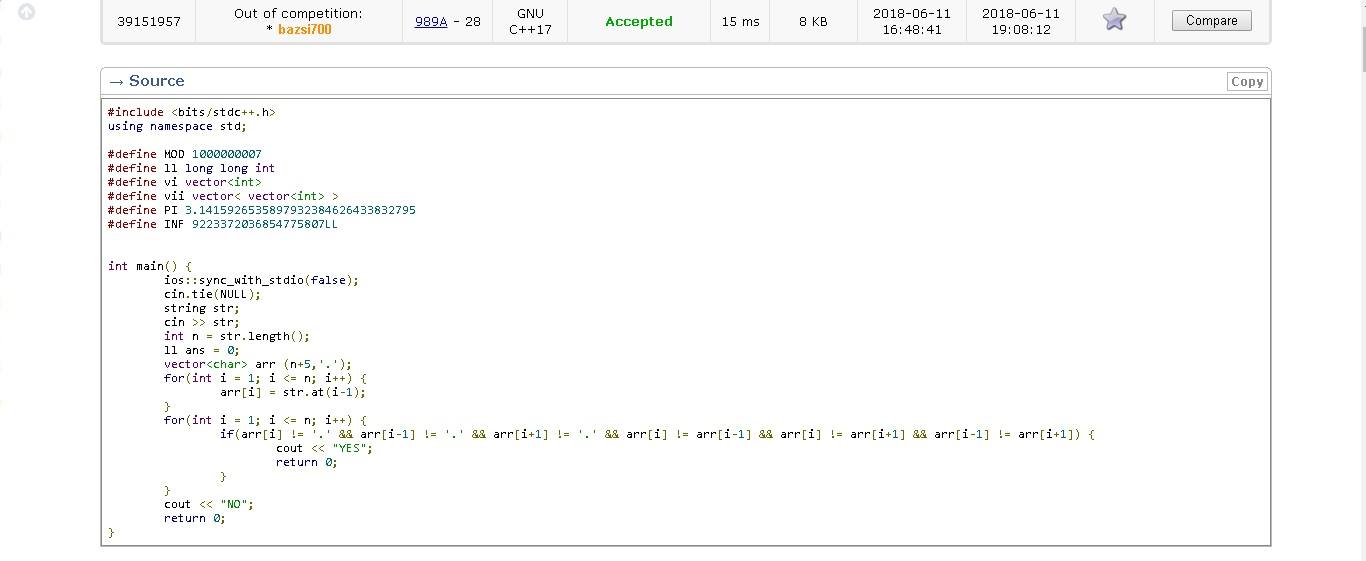 39151957 Out of competition: * bazsi700 989A - 28 GNU C++17 Accepted 15 ms 8 KB 2018-06-11 16:48:41 2018-06-11 19:08:12 Compare
→ Source Copy
#include <bits/stdc++.h>
using namespace std;
#define MOD 1000000007
#define ll long long int
#define vi vector<int>
#define vii vector< vector<int> >
#define PI 3.1415926535897932384626433832795
#define INF 9223372036854775807LL
int main() {
ios::sync_with_stdio(false);
cin.tie(NULL);
string str;
cin >> str;
int n = str.length();
ll ans = 0;
vector<char> arr (n+5,'.');
for(int i = 1; i <= n; i++) {
arr[i] = str.at(i-1);
}
for(int i = 1; i <= n; i++) {
if(arr[i] != '.' && arr[i-1] != '.' && arr[i+1] != '.' && arr[i] != arr[i-1] && arr[i] != arr[i+1] && arr[i-1] != arr[i+1]) {
cout << "YES";
return 0;
}
}
cout << "NO";
return 0;
}